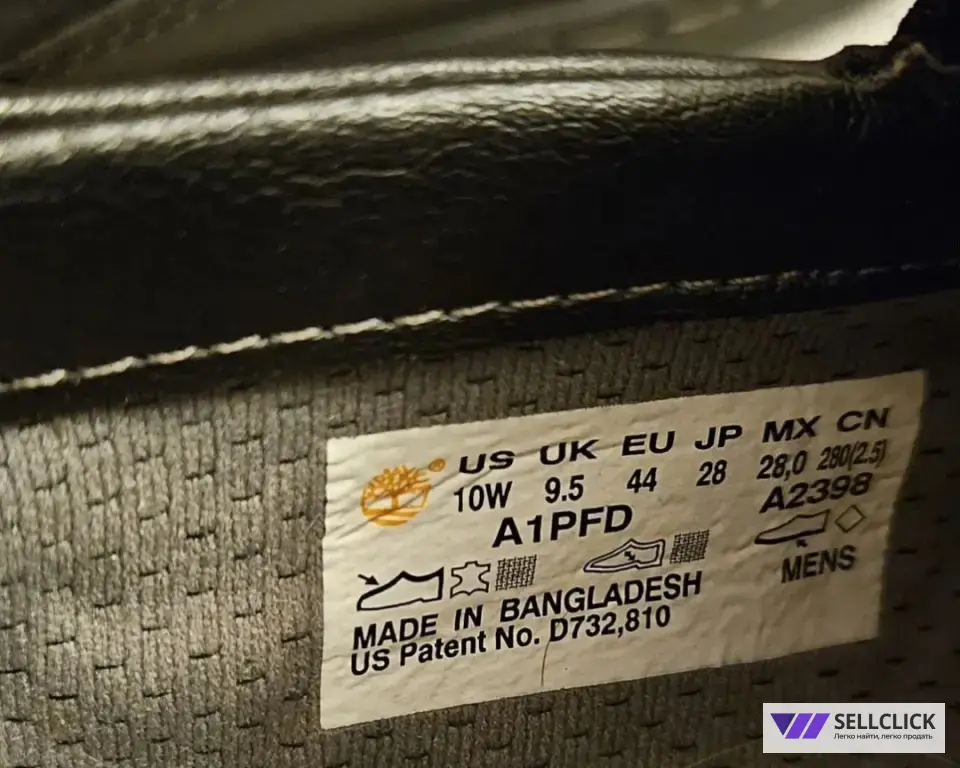 US UK EU JP MX CN
10W 9.5 44 28 28,0 280(2.5)
A1PFD A2398
MENS
MADE IN BANGLADESH
US Patent No. D732,810
SELLCLICK
Легко найти, легко продать